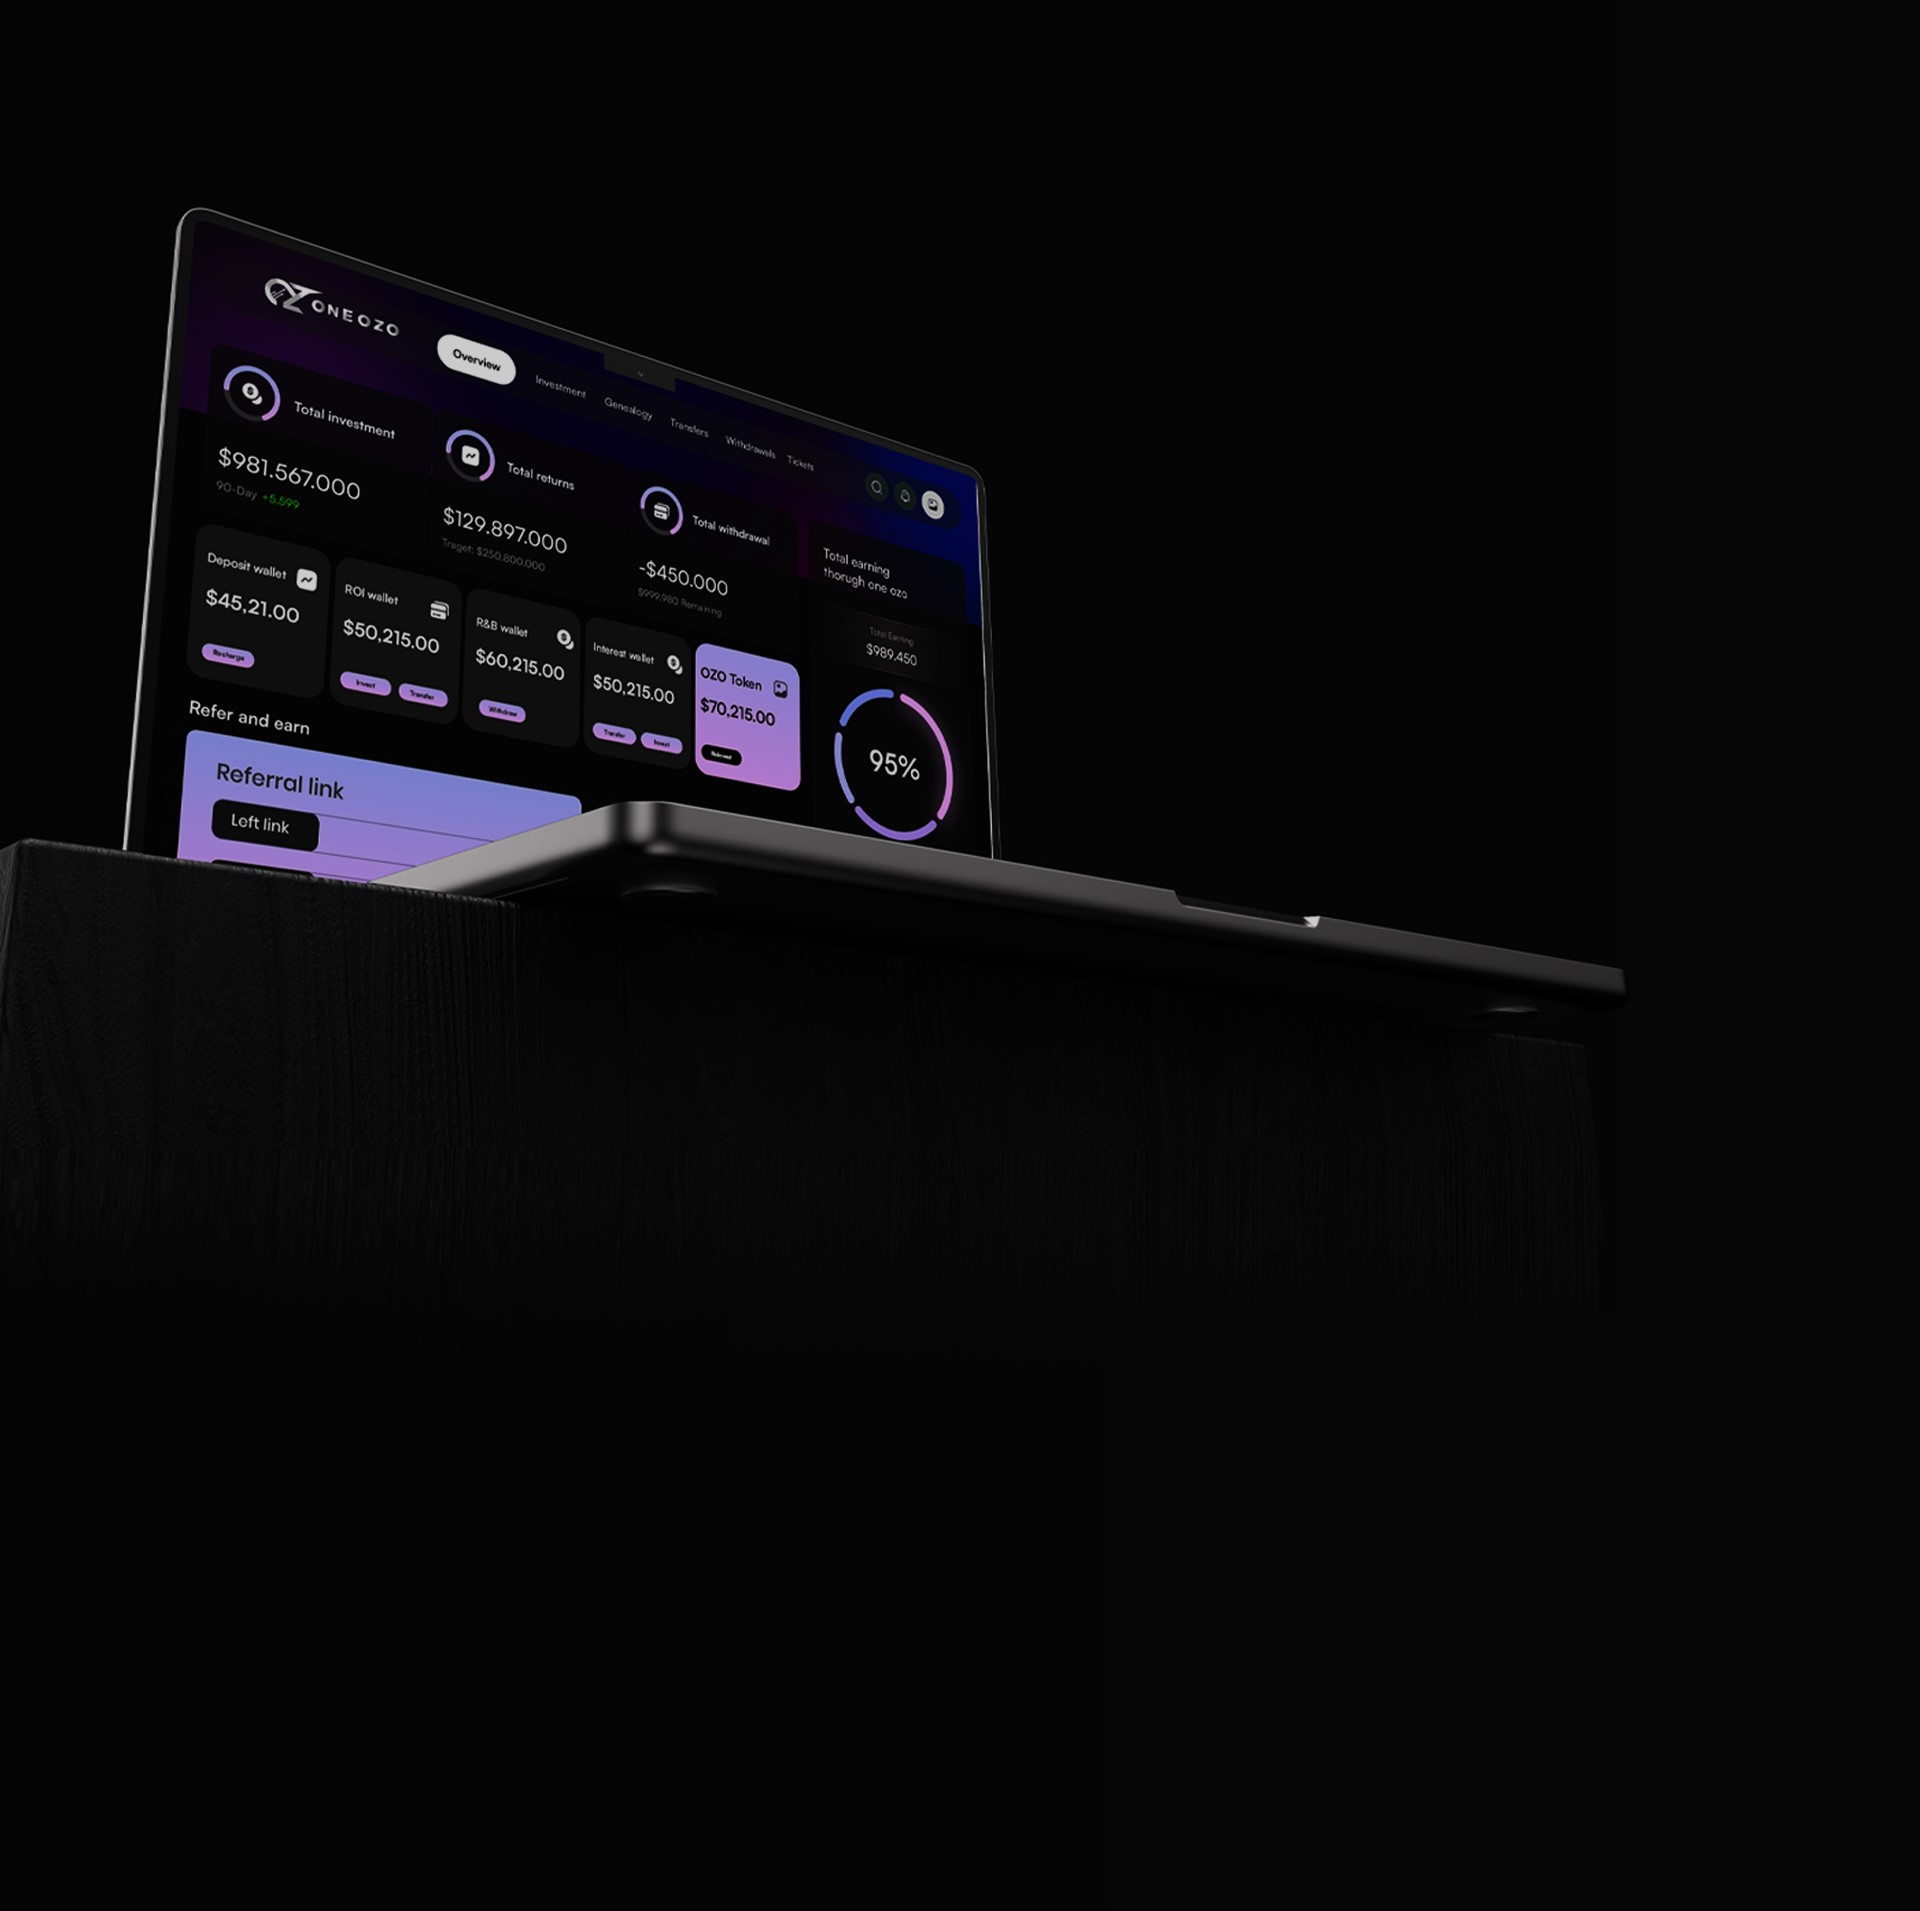 ONEOZO
Overview
Investment
Genealogy
Transfers
Withdrawals
Tickets
Total investment
$981.567.000
90-Day +5,599
Total returns
$129.897.000
Traget: $250.800.000
Total withdrawal
-$450.000
$999,980 Remaining
Total earning
thorugh one ozo
Total Earning
$989,450
95%
Deposit wallet
$45,21.00
Recharge
ROI wallet
$50,215.00
Invest
Transfer
R&B wallet
$60,215.00
Withdraw
Interest wallet
$50,215.00
Transfer
Invest
OZO Token
$70,215.00
Refer and earn
Referral link
Left link